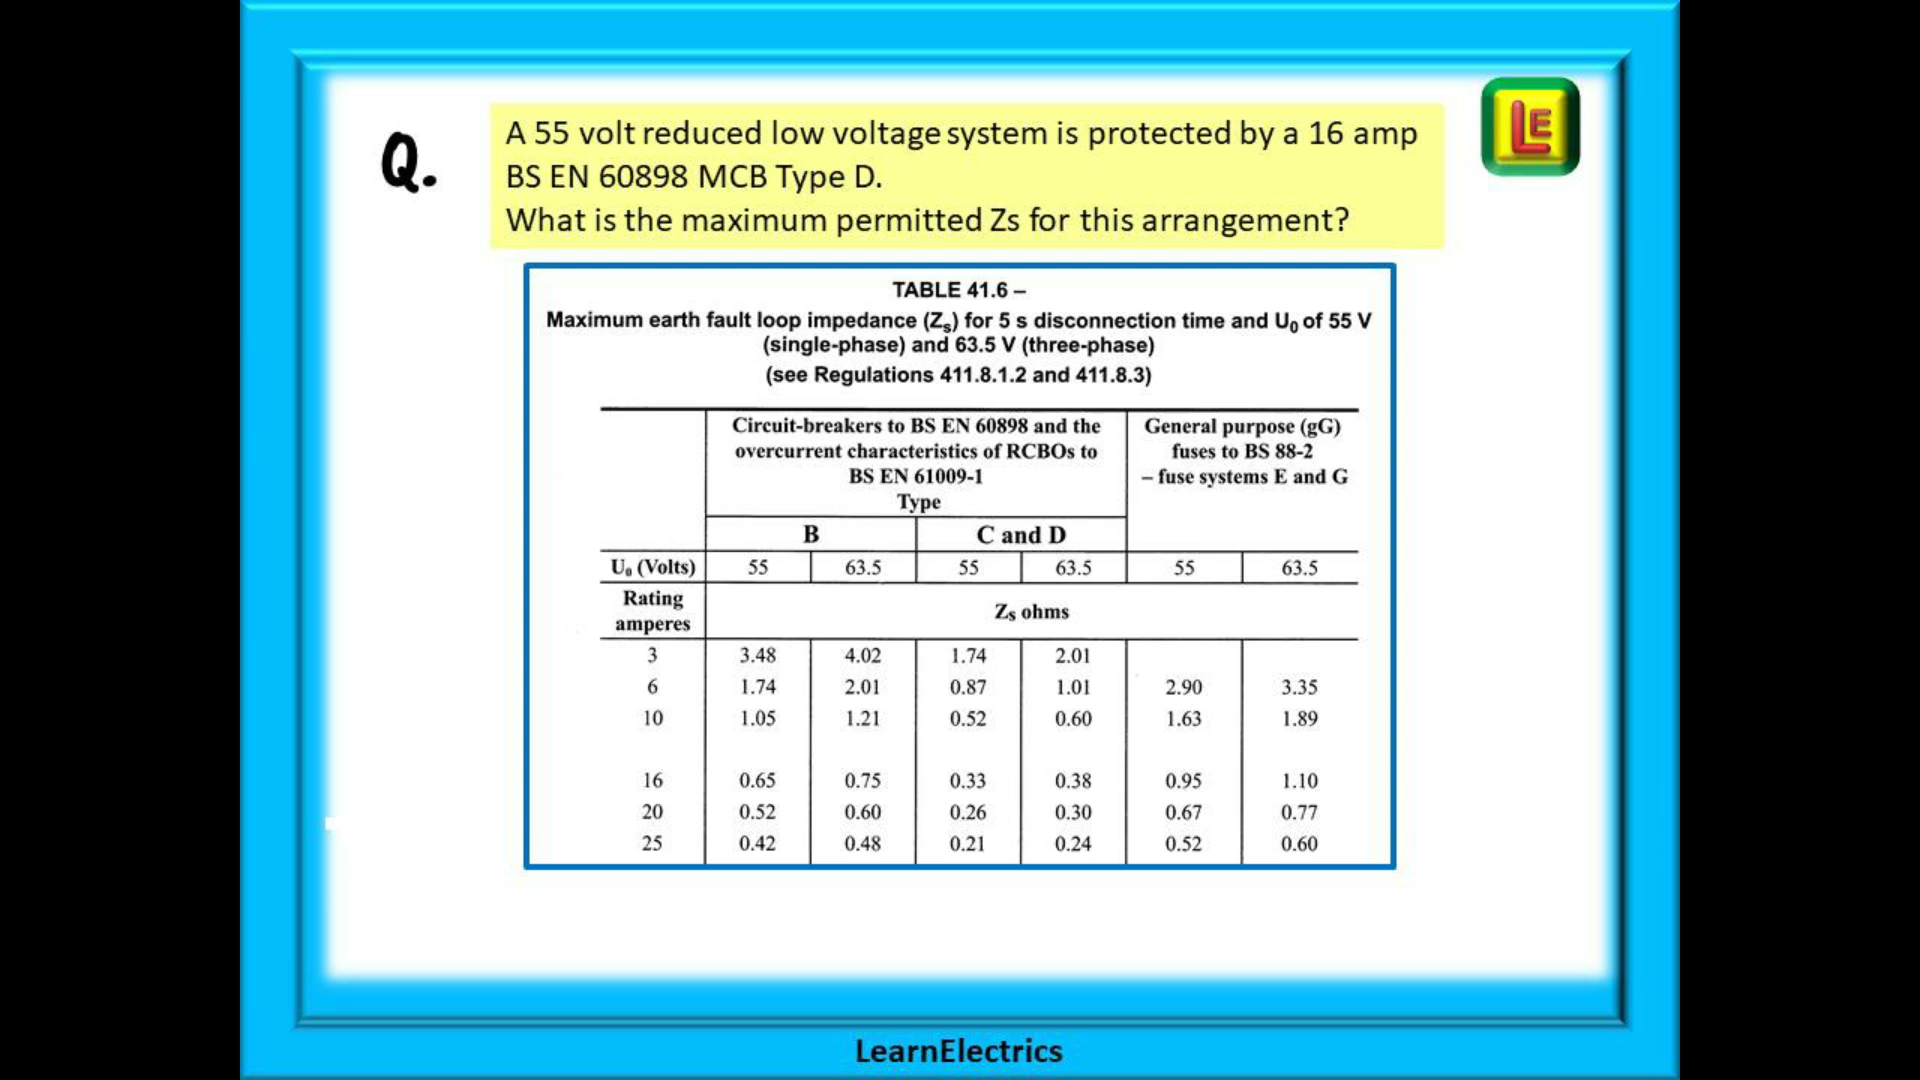 Q.
A 55 volt reduced low voltage system is protected by a 16 amp
BS EN 60898 MCB Type D.
What is the maximum permitted Zs for this arrangement?
LE
TABLE 41.6 –
Maximum earth fault loop impedance (Zs) for 5 s disconnection time and U0 of 55 V
(single-phase) and 63.5 V (three-phase)
(see Regulations 411.8.1.2 and 411.8.3)
Circuit-breakers to BS EN 60898 and the
overcurrent characteristics of RCBOs to
BS EN 61009-1
Type
General purpose (gG)
fuses to BS 88-2
– fuse systems E and G
B C and D
U0 (Volts) 55 63.5 55 63.5 55 63.5
Rating
amperes
Zs ohms
3 3.48 4.02 1.74 2.01
6 1.74 2.01 0.87 1.01 2.90 3.35
10 1.05 1.21 0.52 0.60 1.63 1.89
16 0.65 0.75 0.33 0.38 0.95 1.10
20 0.52 0.60 0.26 0.30 0.67 0.77
25 0.42 0.48 0.21 0.24 0.52 0.60
LearnElectrics